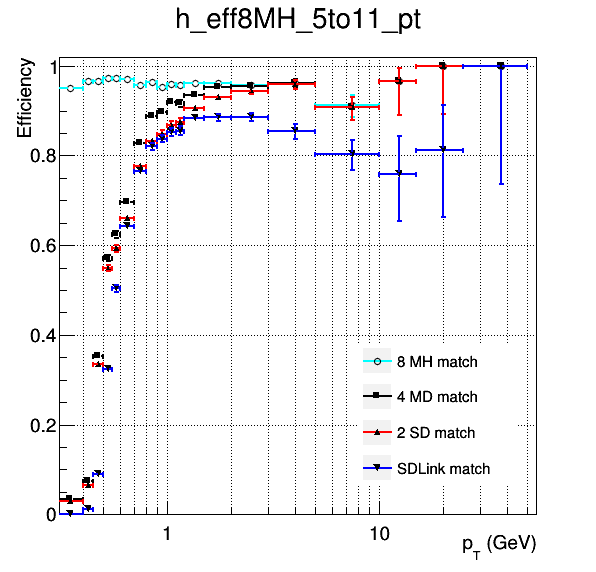 h_eff8MH_5to11_pt
Efficiency
1
0.8
0.6
0.4
0.2
0
8 MH match
4 MD match
2 SD match
SDLink match
1
10
p_T (GeV)